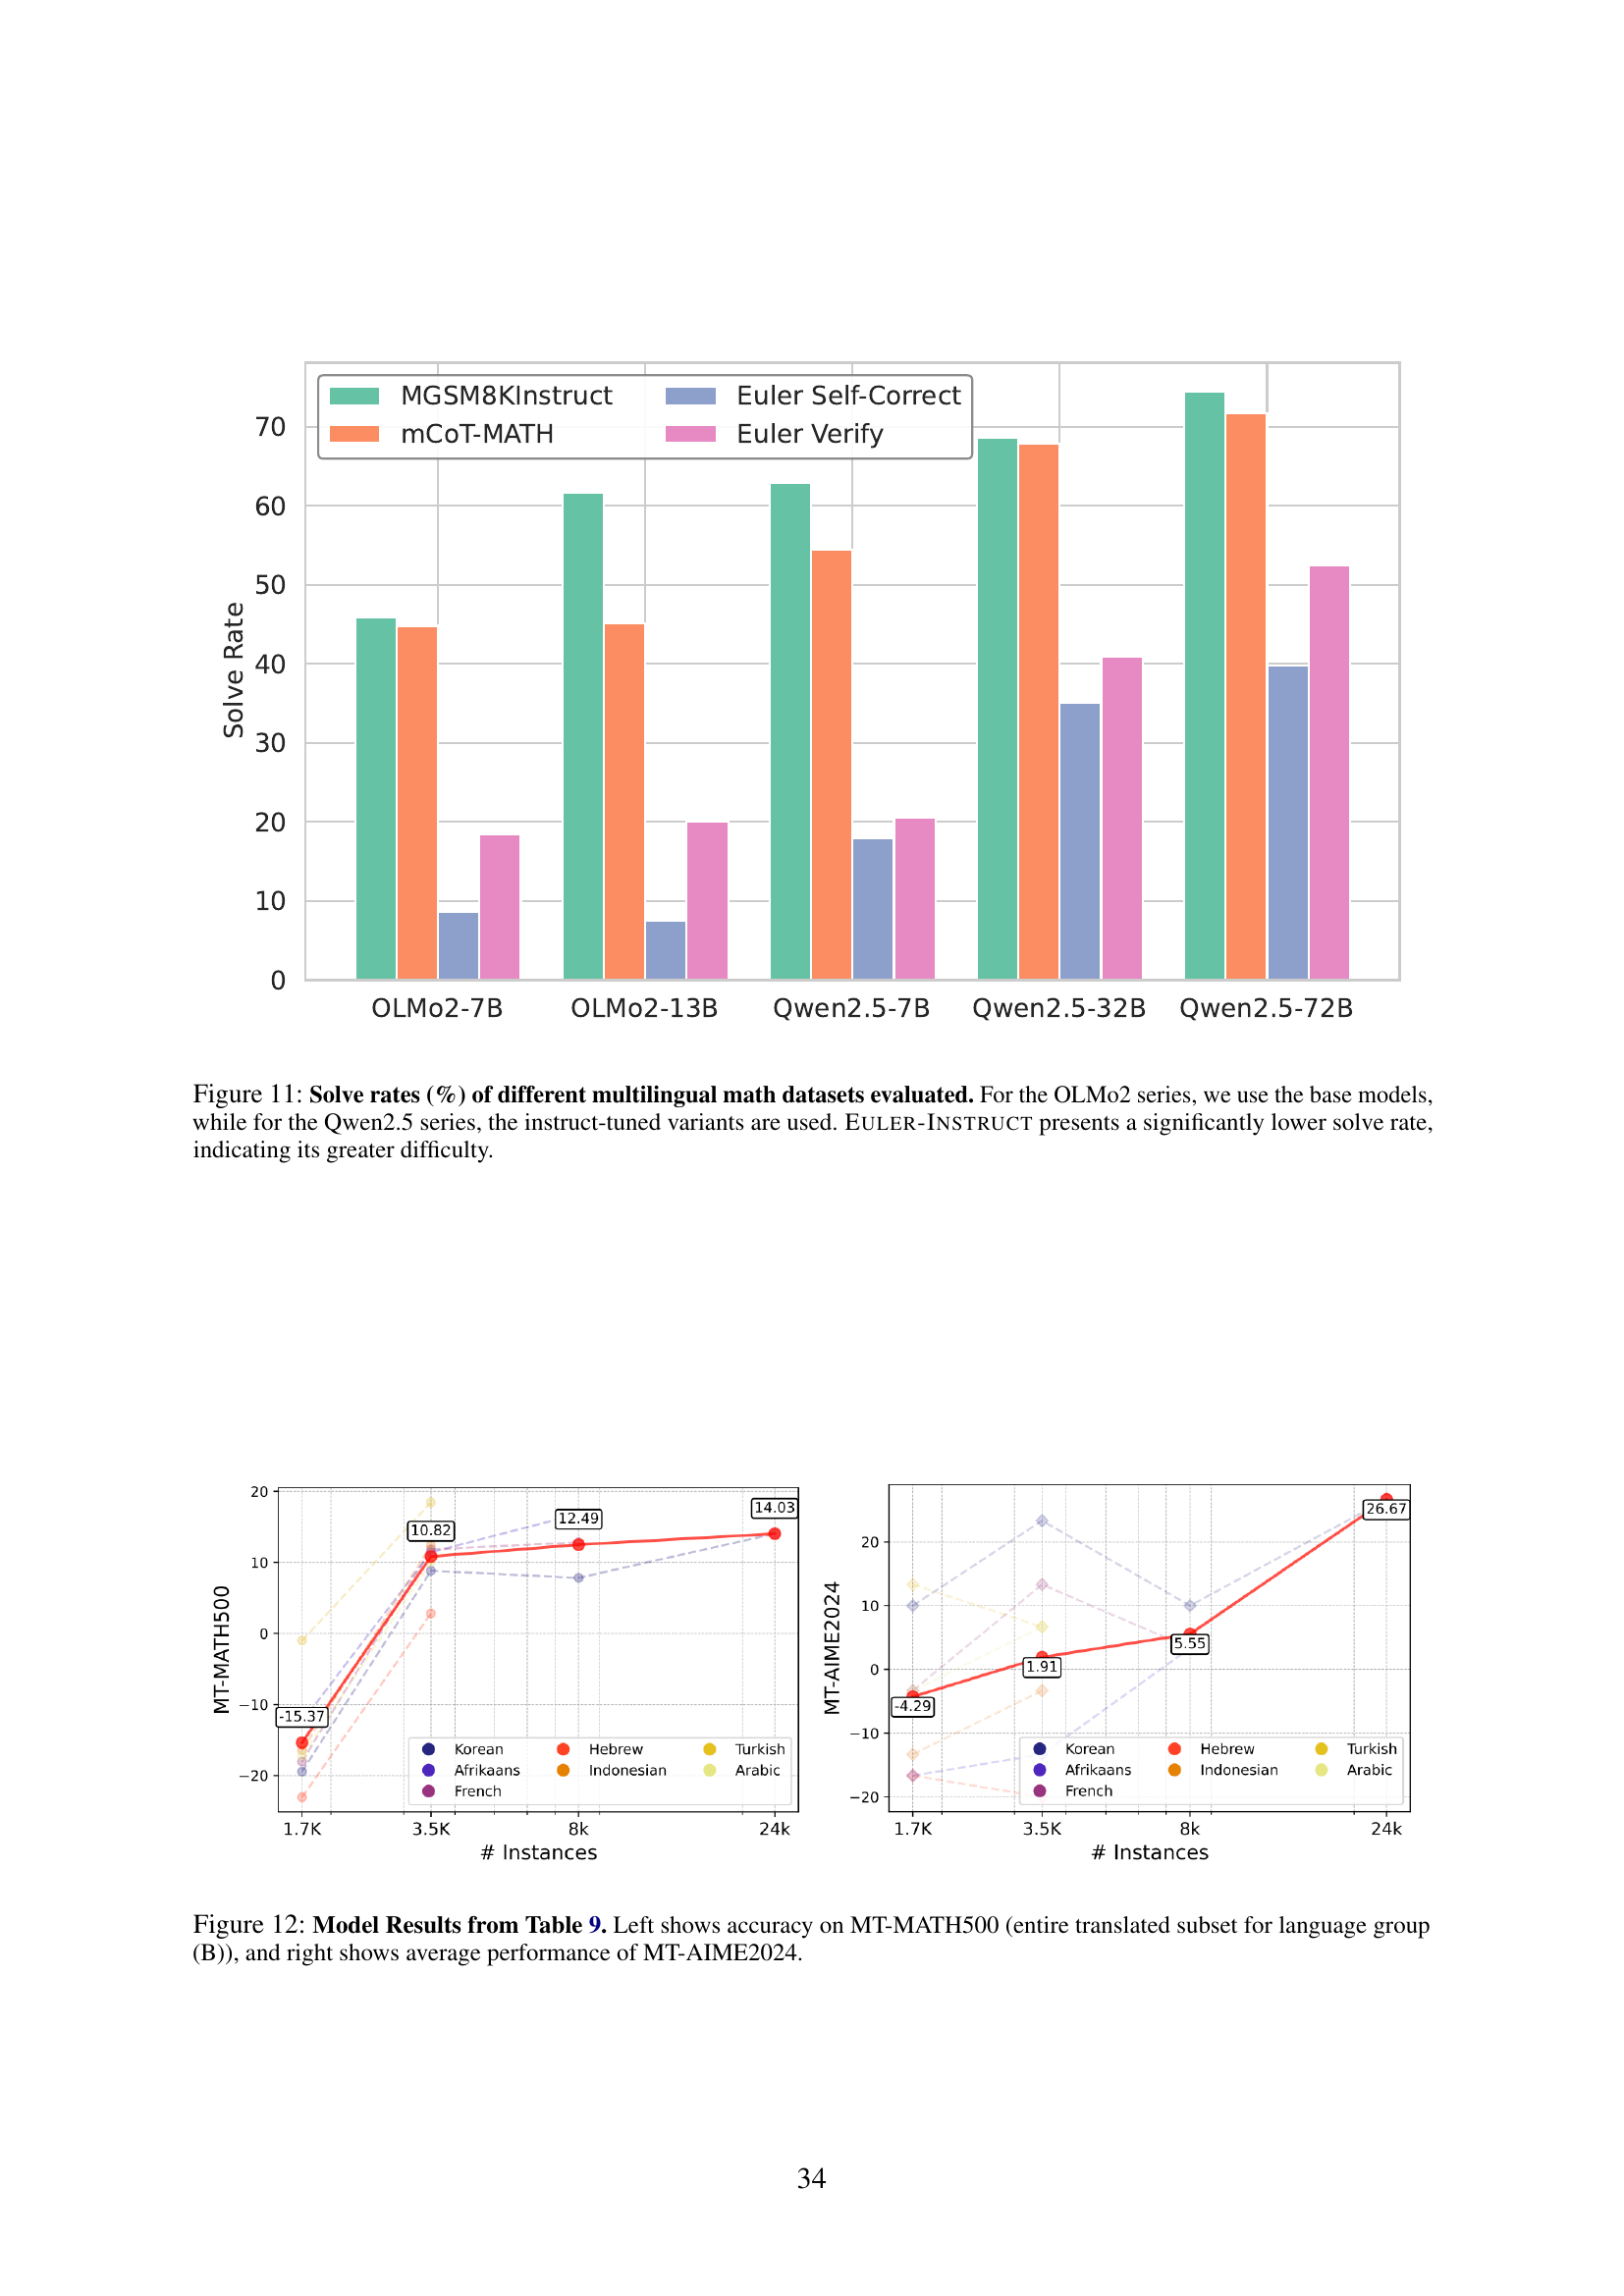 MGSM8KInstruct
mCoT-MATH
Euler Self-Correct
Euler Verify
Solve Rate
70
60
50
40
30
20
10
0
OLMo2-7B OLMo2-13B Qwen2.5-7B Qwen2.5-32B Qwen2.5-72B
Figure 11: Solve rates (%) of different multilingual math datasets evaluated. For the OLMo2 series, we use the base models,
while for the Qwen2.5 series, the instruct-tuned variants are used. EULER-INSTRUCT presents a significantly lower solve rate,
indicating its greater difficulty.
MT-MATH500
20
10
0
−10
−20
-15.37
10.82
12.49
14.03
Korean Hebrew Turkish
Afrikaans Indonesian Arabic
French
1.7K 3.5K 8k 24k
# Instances
MT-AIME2024
20
10
0
−10
−20
-4.29
1.91
5.55
26.67
Korean Hebrew Turkish
Afrikaans Indonesian Arabic
French
1.7K 3.5K 8k 24k
# Instances
Figure 12: Model Results from Table 9. Left shows accuracy on MT-MATH500 (entire translated subset for language group
(B)), and right shows average performance of MT-AIME2024.
34